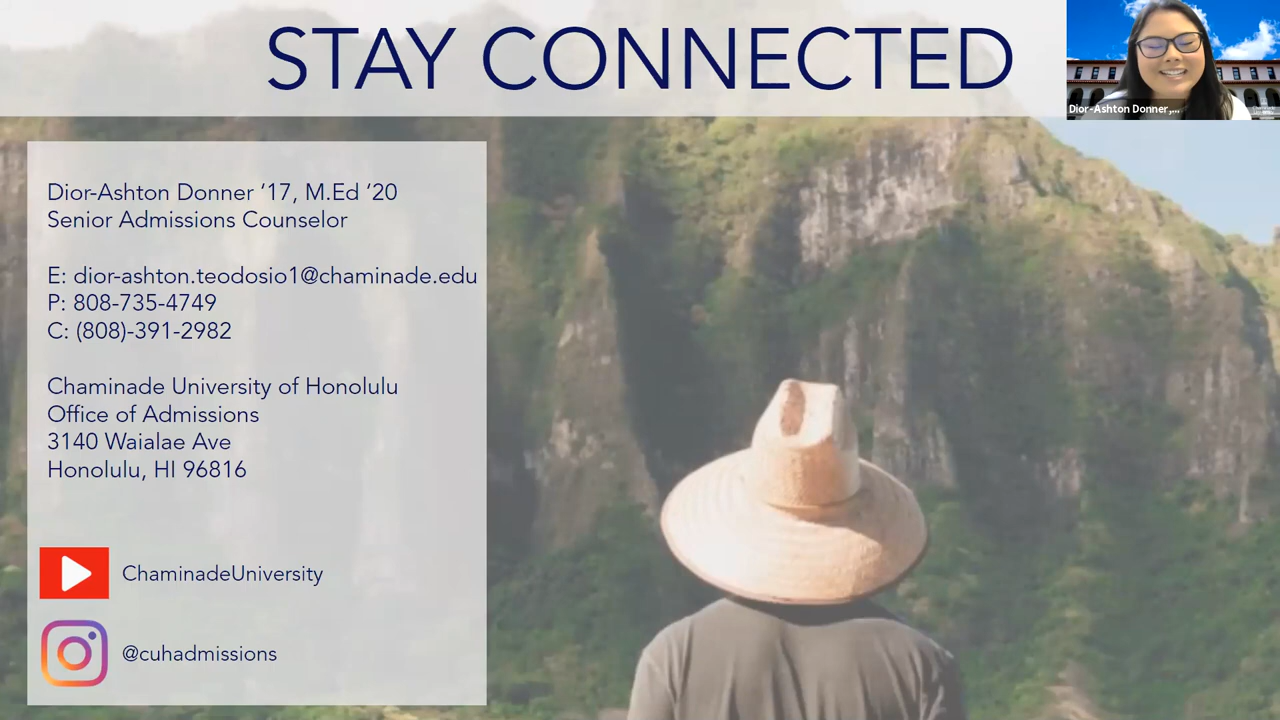 STAY CONNECTED
Dior-Ashton Donner,...
Dior-Ashton Donner ’17, M.Ed ’20
Senior Admissions Counselor
E: dior-ashton.teodosio1@chaminade.edu
P: 808-735-4749
C: (808)-391-2982
Chaminade University of Honolulu
Office of Admissions
3140 Waialae Ave
Honolulu, HI 96816
ChaminadeUniversity
@cuhadmissions